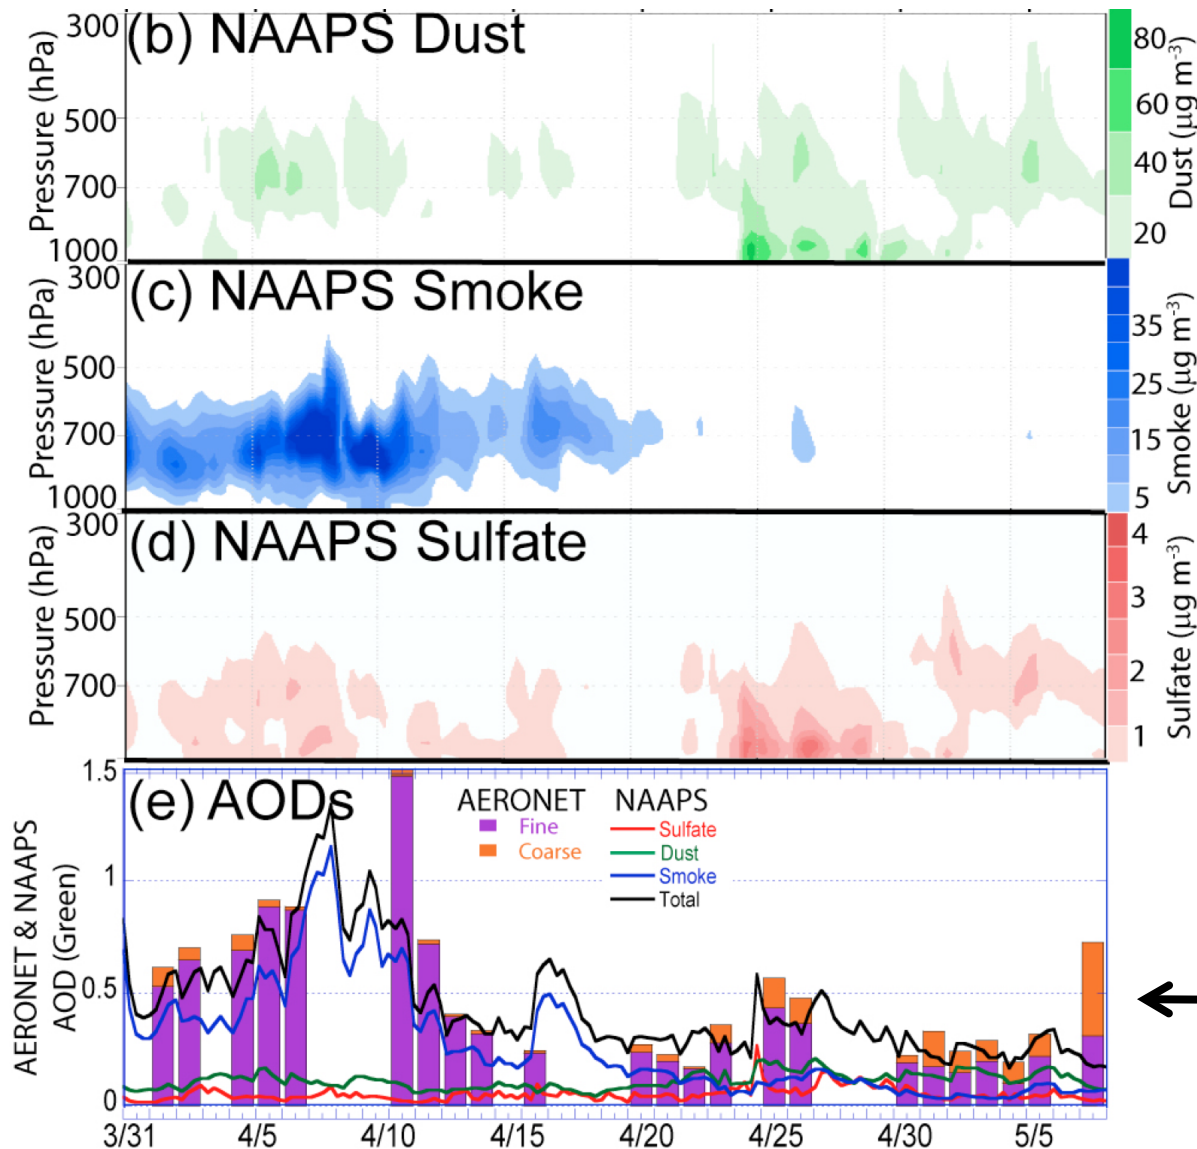 (b) NAAPS Dust
Pressure (hPa)
300
500
700
1000
Dust (µg m⁻³)
80
60
40
20
(c) NAAPS Smoke
Pressure (hPa)
300
500
700
1000
Smoke (µg m⁻³)
35
25
15
5
(d) NAAPS Sulfate
Pressure (hPa)
300
500
700
Sulfate (µg m⁻³)
4
3
2
1
(e) AODs
AERONET & NAAPS
AOD (Green)
1.5
1
0.5
0
AERONET
Fine
Coarse
NAAPS
Sulfate
Dust
Smoke
Total
3/31 4/5 4/10 4/15 4/20 4/25 4/30 5/5